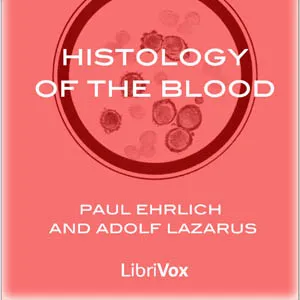 HISTOLOGY
OF THE BLOOD
PAUL EHRLICH
AND ADOLF LAZARUS
LibriVox